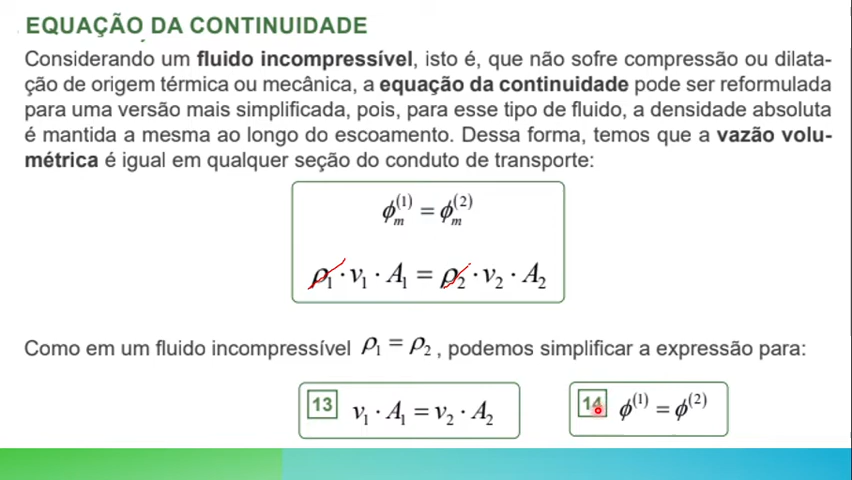 EQUAÇÃO DA CONTINUIDADE
Considerando um fluido incompressível, isto é, que não sofre compressão ou dilata-
ção de origem térmica ou mecânica, a equação da continuidade pode ser reformulada
para uma versão mais simplificada, pois, para esse tipo de fluido, a densidade absoluta
é mantida a mesma ao longo do escoamento. Dessa forma, temos que a vazão volu-
métrica é igual em qualquer seção do conduto de transporte:
ϕₘ⁽¹⁾ = ϕₘ⁽²⁾
ρ₁ · v₁ · A₁ = ρ₂ · v₂ · A₂
Como em um fluido incompressível ρ₁ = ρ₂ , podemos simplificar a expressão para:
13 v₁ · A₁ = v₂ · A₂
14 ϕ⁽¹⁾ = ϕ⁽²⁾